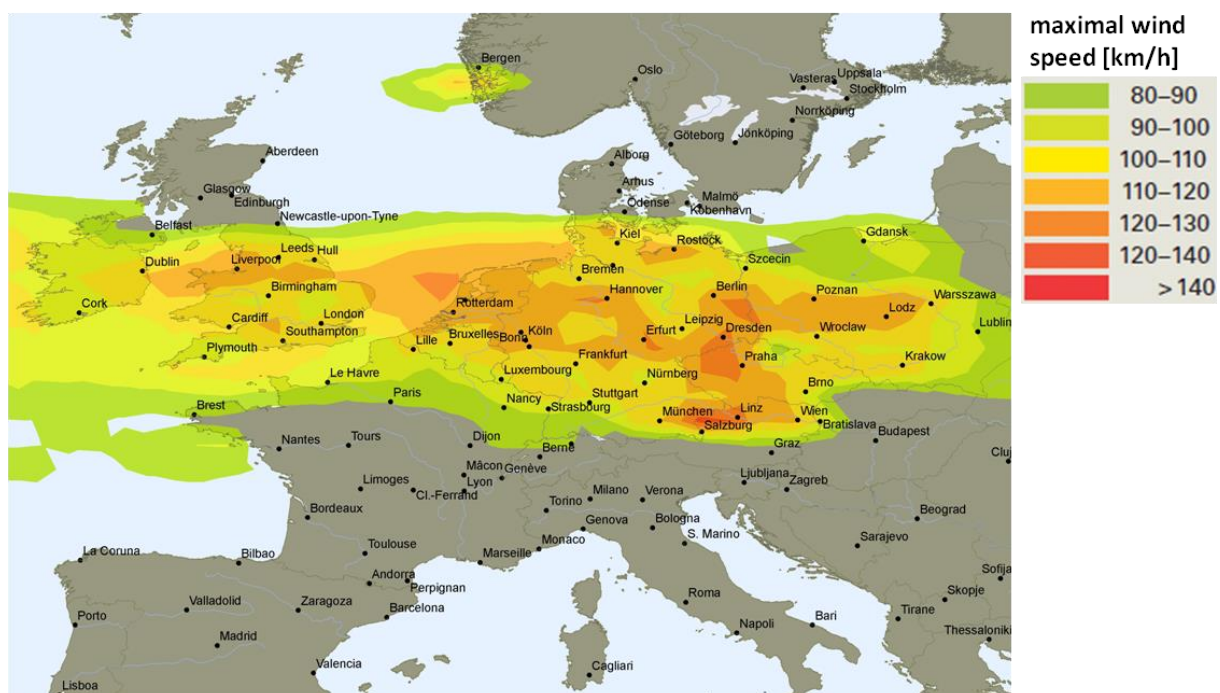 maximal wind
speed [km/h]
80–90
90–100
100–110
110–120
120–130
120–140
> 140
Bergen
Oslo
Vasteras
Uppsala
Stockholm
Norrköping
Göteborg
Jönköping
Aberdeen
Alborg
Glasgow
Edinburgh
Arhus
Malmö
Odense
Kobenhavn
Newcastle-upon-Tyne
Belfast
Kiel
Rostock
Gdansk
Leeds
Hull
Dublin
Liverpool
Bremen
Szcecin
Birmingham
Hannover
Berlin
Poznan
Warsszawa
Cork
Rotterdam
Lodz
Cardiff
London
Southampton
Bruxelles
Köln
Bonn
Erfurt
Leipzig
Dresden
Wroclaw
Lublin
Plymouth
Lille
Frankfurt
Praha
Krakow
Le Havre
Luxembourg
Nürnberg
Brno
Brest
Paris
Nancy
Strasbourg
Stuttgart
München
Linz
Wien
Salzburg
Bratislava
Nantes
Tours
Dijon
Berne
Graz
Budapest
Mâcon
Genève
Cluj
Limoges
Cl.-Ferrand
Lyon
Ljubljana
Zagreb
Bordeaux
Torino
Milano
Verona
Beograd
Genova
Bologna
La Coruna
Bilbao
Toulouse
Marseille
Monaco
S. Marino
Sarajevo
Sofija
Andorra
Perpignan
Skopje
Porto
Valladolid
Zaragoza
Barcelona
Roma
Tirane
Madrid
Napoli
Bari
Thessaloniki
Lisboa
Valencia
Cagliari